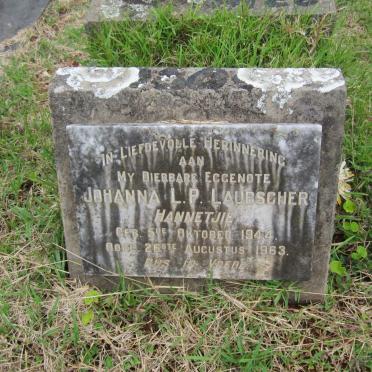 IN LIEFDEVOLLE HERINNERING
AAN
MY DIERBARE EGGENOTE
JOHANNA L.P. LAUBSCHER
HANNETJIE
GEB. 5DE OKTOBER 1944
OORL. 26STE AUGUSTUS 1963.
RUS IN VREDE